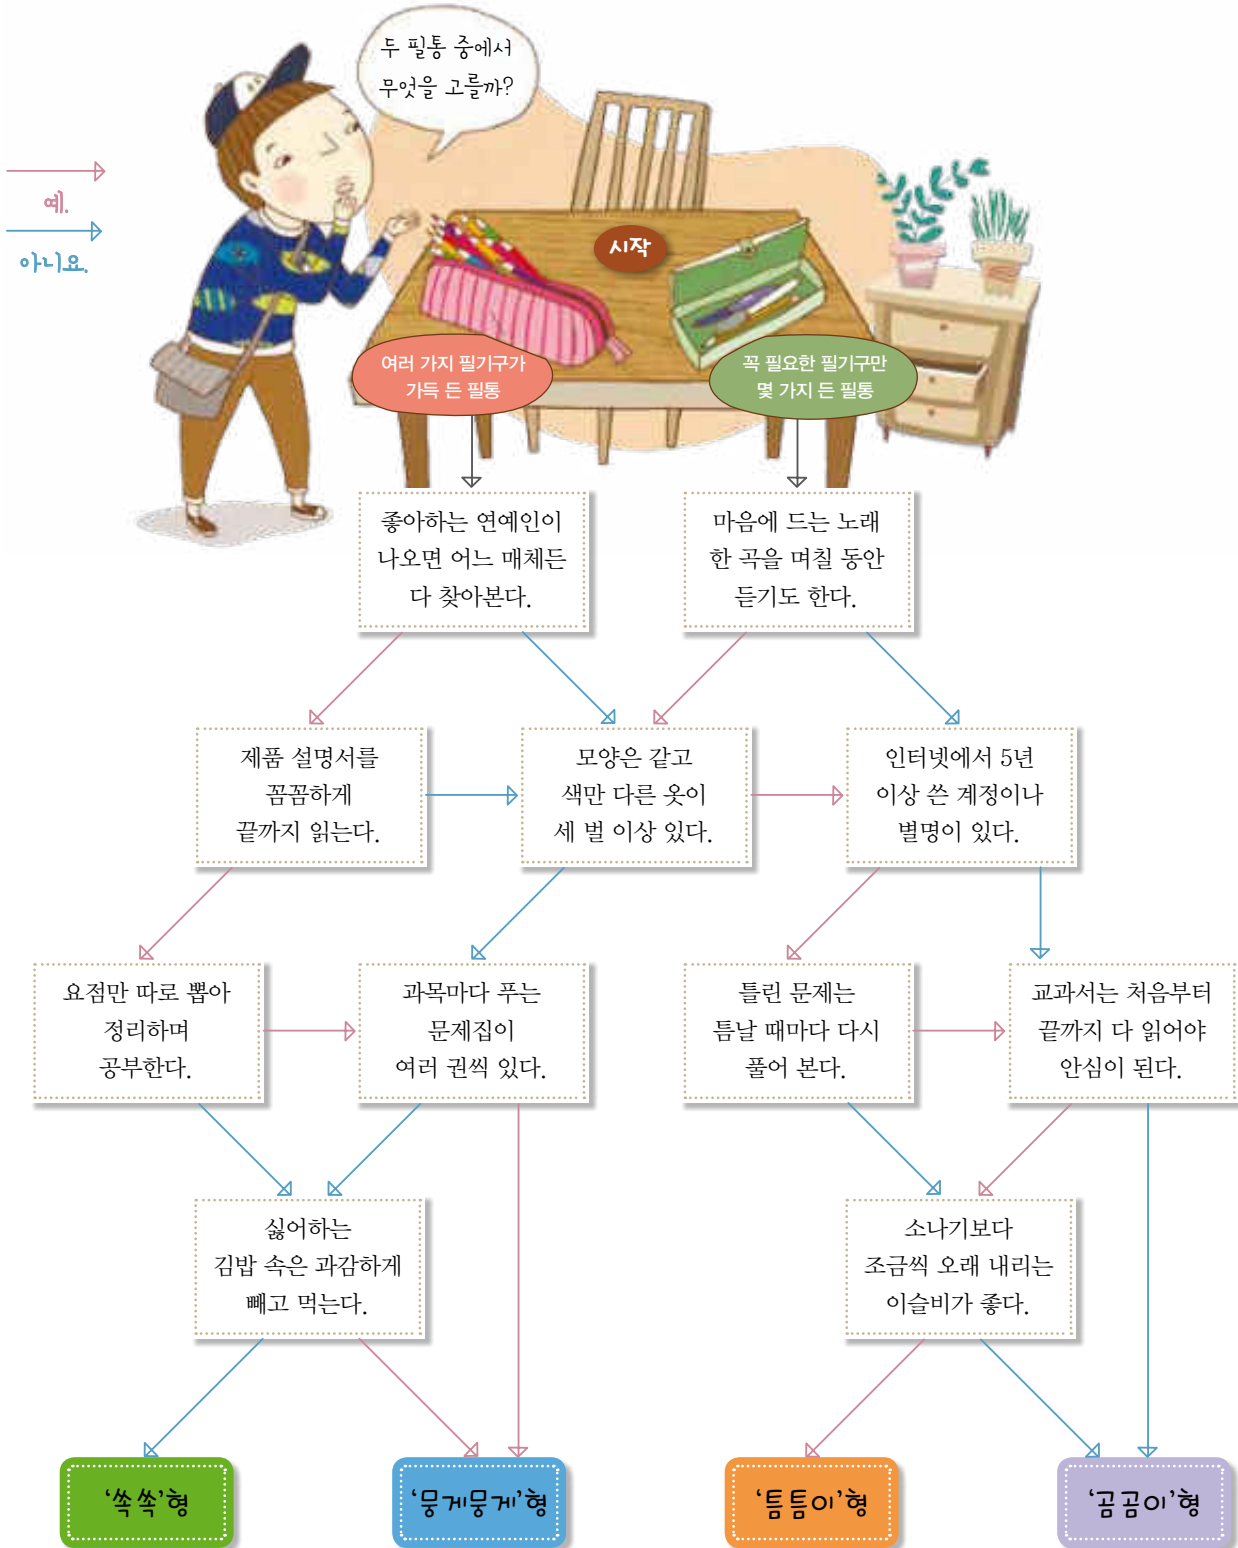 두 필통 중에서
무엇을 고를까?
예.
아니요.
시작
여러 가지 필기구가
가득 든 필통
꼭 필요한 필기구만
몇 가지 든 필통
좋아하는 연예인이
나오면 어느 매체든
다 찾아본다.
마음에 드는 노래
한 곡을 며칠 동안
듣기도 한다.
제품 설명서를
꼼꼼하게
끝까지 읽는다.
모양은 같고
색만 다른 옷이
세 벌 이상 있다.
인터넷에서 5년
이상 쓴 계정이나
별명이 있다.
요점만 따로 뽑아
정리하며
공부한다.
과목마다 푸는
문제집이
여러 권씩 있다.
틀린 문제는
틈날 때마다 다시
풀어 본다.
교과서는 처음부터
끝까지 다 읽어야
안심이 된다.
싫어하는
김밥 속은 과감하게
빼고 먹는다.
소나기보다
조금씩 오래 내리는
이슬비가 좋다.
‘쏙쏙’형
‘뭉게뭉게’형
‘틈틈이’형
‘곰곰이’형